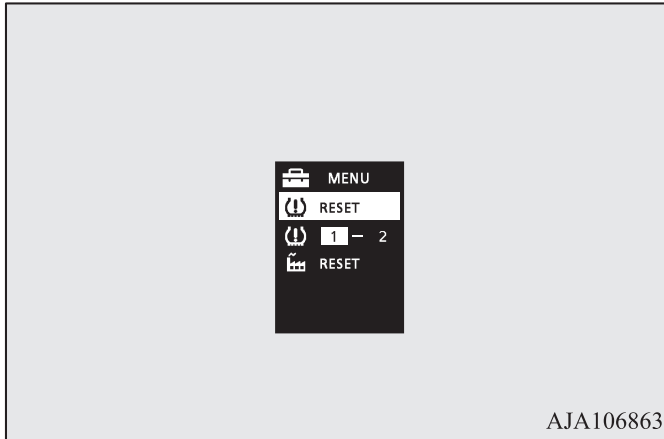 MENU
RESET
1 – 2
RESET
AJA106863